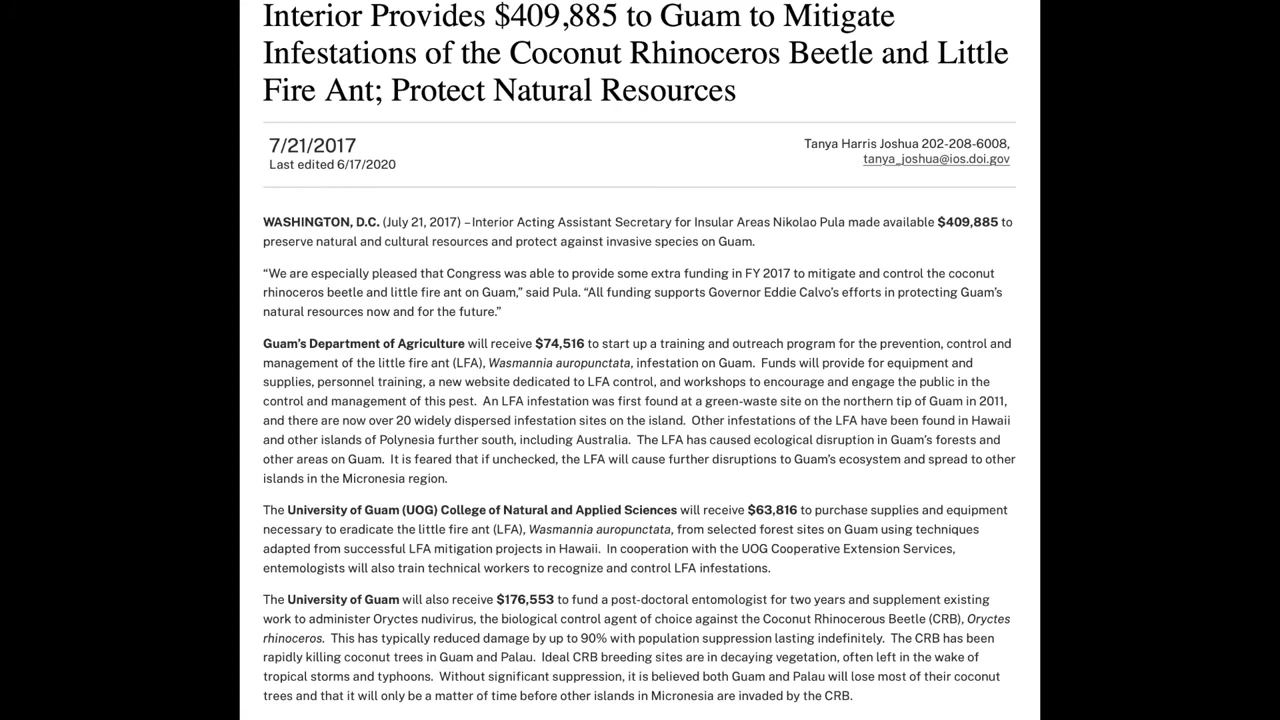 Interior Provides $409,885 to Guam to Mitigate
Infestations of the Coconut Rhinoceros Beetle and Little
Fire Ant; Protect Natural Resources
7/21/2017
Last edited 6/17/2020
Tanya Harris Joshua 202-208-6008,
tanya_joshua@ios.doi.gov
WASHINGTON, D.C. (July 21, 2017) – Interior Acting Assistant Secretary for Insular Areas Nikolao Pula made available $409,885 to
preserve natural and cultural resources and protect against invasive species on Guam.
“We are especially pleased that Congress was able to provide some extra funding in FY 2017 to mitigate and control the coconut
rhinoceros beetle and little fire ant on Guam,” said Pula. “All funding supports Governor Eddie Calvo’s efforts in protecting Guam’s
natural resources now and for the future.”
Guam’s Department of Agriculture will receive $74,516 to start up a training and outreach program for the prevention, control and
management of the little fire ant (LFA), Wasmannia auropunctata, infestation on Guam. Funds will provide for equipment and
supplies, personnel training, a new website dedicated to LFA control, and workshops to encourage and engage the public in the
control and management of this pest. An LFA infestation was first found at a green-waste site on the northern tip of Guam in 2011,
and there are now over 20 widely dispersed infestation sites on the island. Other infestations of the LFA have been found in Hawaii
and other islands of Polynesia further south, including Australia. The LFA has caused ecological disruption in Guam’s forests and
other areas on Guam. It is feared that if unchecked, the LFA will cause further disruptions to Guam’s ecosystem and spread to other
islands in the Micronesia region.
The University of Guam (UOG) College of Natural and Applied Sciences will receive $63,816 to purchase supplies and equipment
necessary to eradicate the little fire ant (LFA), Wasmannia auropunctata, from selected forest sites on Guam using techniques
adapted from successful LFA mitigation projects in Hawaii. In cooperation with the UOG Cooperative Extension Services,
entomologists will also train technical workers to recognize and control LFA infestations.
The University of Guam will also receive $176,553 to fund a post-doctoral entomologist for two years and supplement existing
work to administer Oryctes nudivirus, the biological control agent of choice against the Coconut Rhinocerous Beetle (CRB), Oryctes
rhinoceros. This has typically reduced damage by up to 90% with population suppression lasting indefinitely. The CRB has been
rapidly killing coconut trees in Guam and Palau. Ideal CRB breeding sites are in decaying vegetation, often left in the wake of
tropical storms and typhoons. Without significant suppression, it is believed both Guam and Palau will lose most of their coconut
trees and that it will only be a matter of time before other islands in Micronesia are invaded by the CRB.